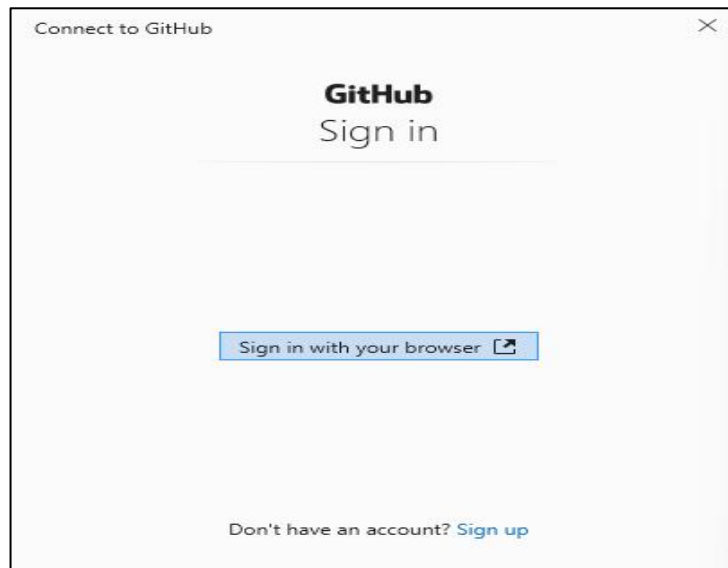 Connect to GitHub
GitHub
Sign in
Sign in with your browser
Don't have an account? Sign up